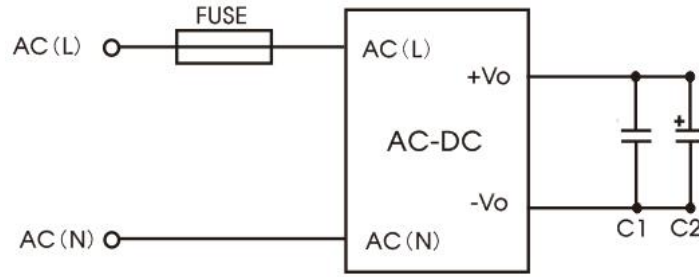 FUSE
AC(L)
AC(L)
+Vo
AC-DC
+
-Vo
AC(N)
AC(N)
C1
C2